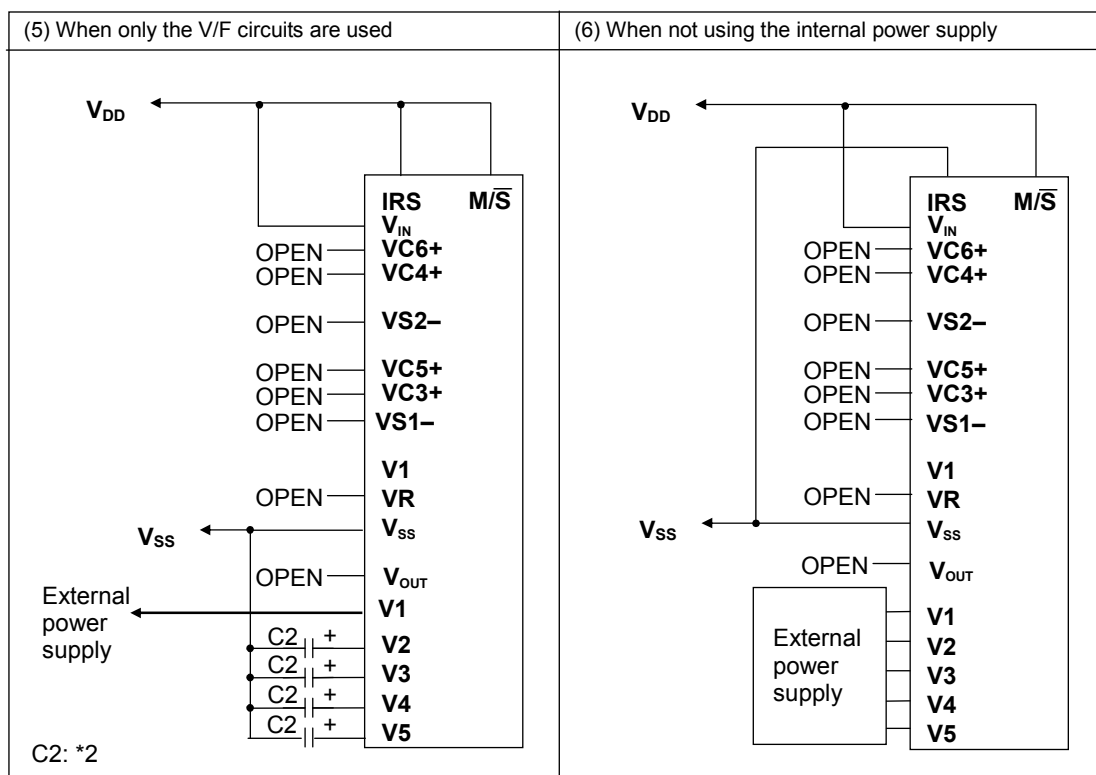 (5) When only the V/F circuits are used
VDD
IRS M/S̅
VIN
OPEN VC6+
OPEN VC4+
OPEN VS2–
OPEN VC5+
OPEN VC3+
OPEN VS1–
V1
OPEN VR
VSS VSS
OPEN VOUT
External power supply V1
C2 + V2
C2 + V3
C2 + V4
C2 + V5
C2: *2
(6) When not using the internal power supply
VDD
IRS M/S̅
VIN
OPEN VC6+
OPEN VC4+
OPEN VS2–
OPEN VC5+
OPEN VC3+
OPEN VS1–
V1
OPEN VR
VSS VSS
OPEN VOUT
V1
External V2
power V3
supply V4
V5